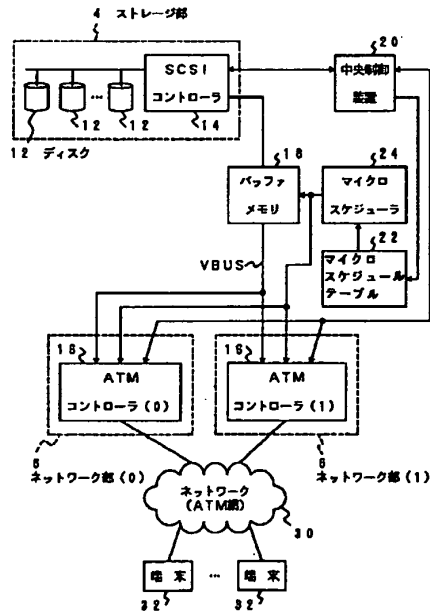 4 ストレージ部
SCSI
コントローラ
14
12
12
12 ディスク
…
20
中央制御
装置
18
バッファ
メモリ
24
マイクロ
スケジューラ
22
マイクロ
スケジュール
テーブル
VBUS
16
ATM
コントローラ(0)
16
ATM
コントローラ(1)
6
ネットワーク部(0)
6
ネットワーク部(1)
ネットワーク
(ATM網)
30
端末
…
端末
32
32